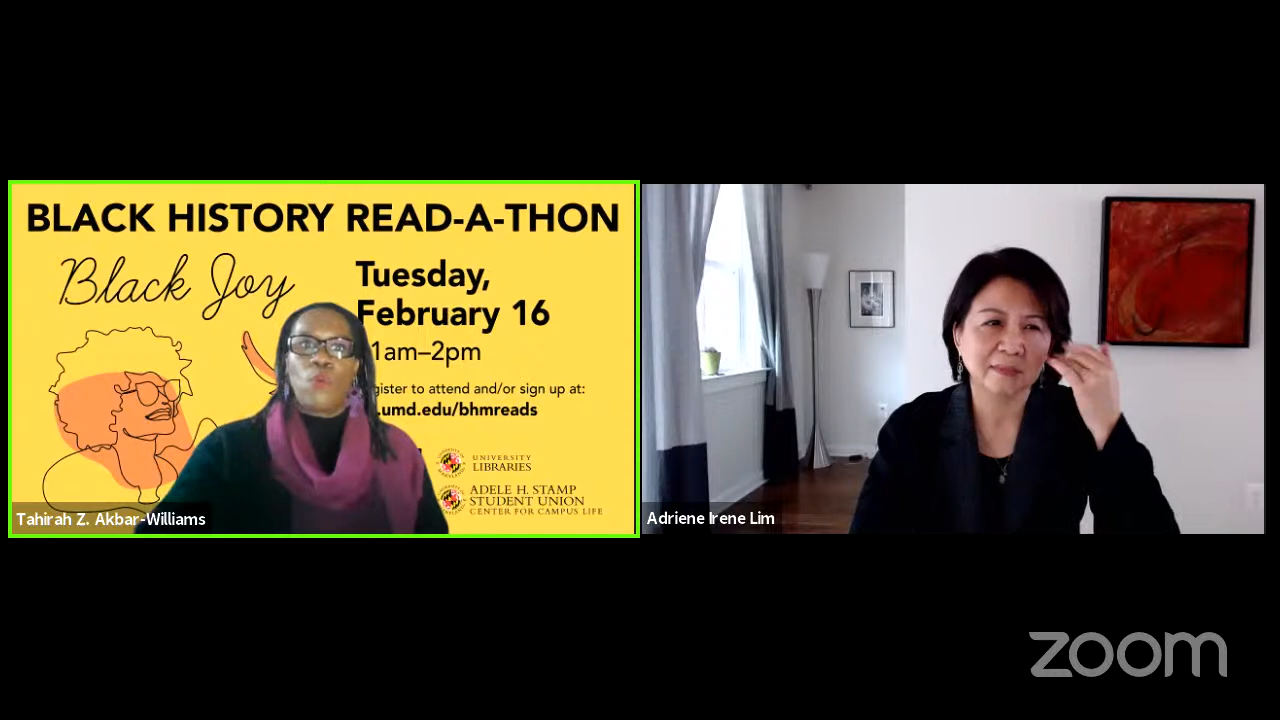 BLACK HISTORY READ-A-THON
Black Joy
Tuesday,
February 16
1am–2pm
gister to attend and/or sign up at:
.umd.edu/bhmreads
UNIVERSITY
LIBRARIES
ADELE H. STAMP
STUDENT UNION
CENTER FOR CAMPUS LIFE
Tahirah Z. Akbar-Williams
Adriene Irene Lim
zoom